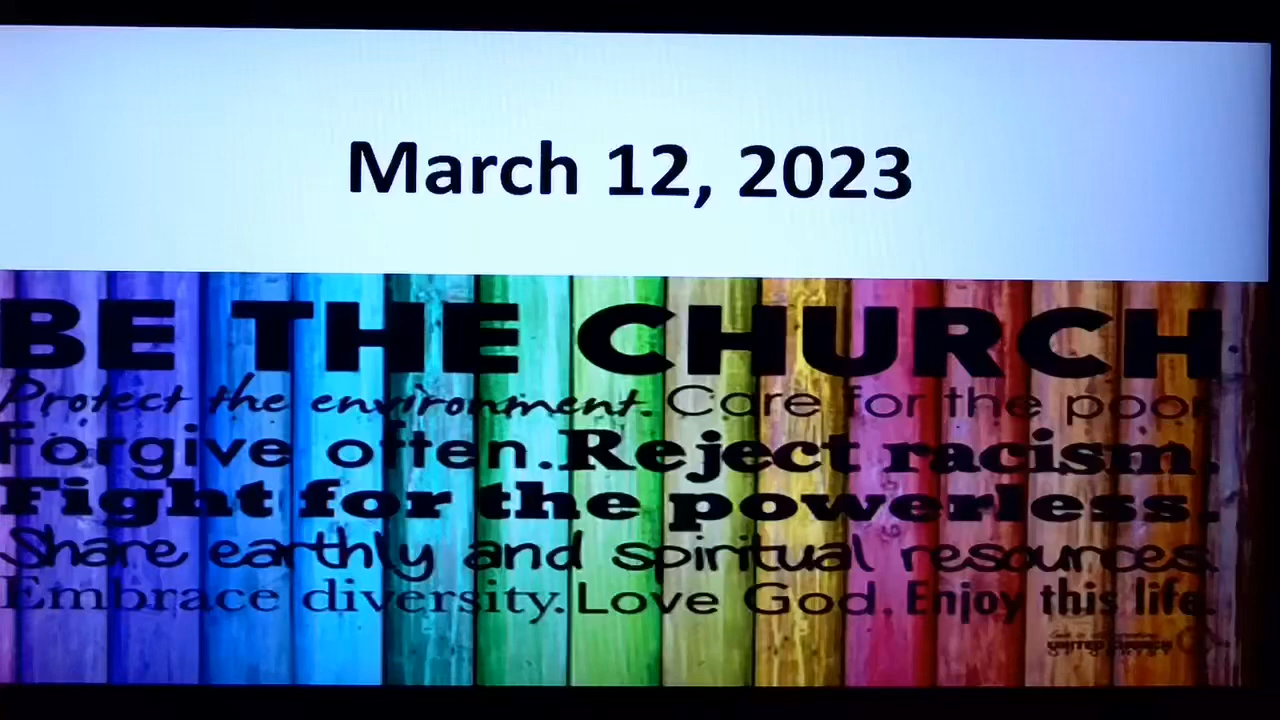 March 12, 2023
BE THE CHURCH
Protect the environment. Care for the poor
Forgive often. Reject racism.
Fight for the powerless.
Share earthly and spiritual resources.
Embrace diversity. Love God. Enjoy this life.